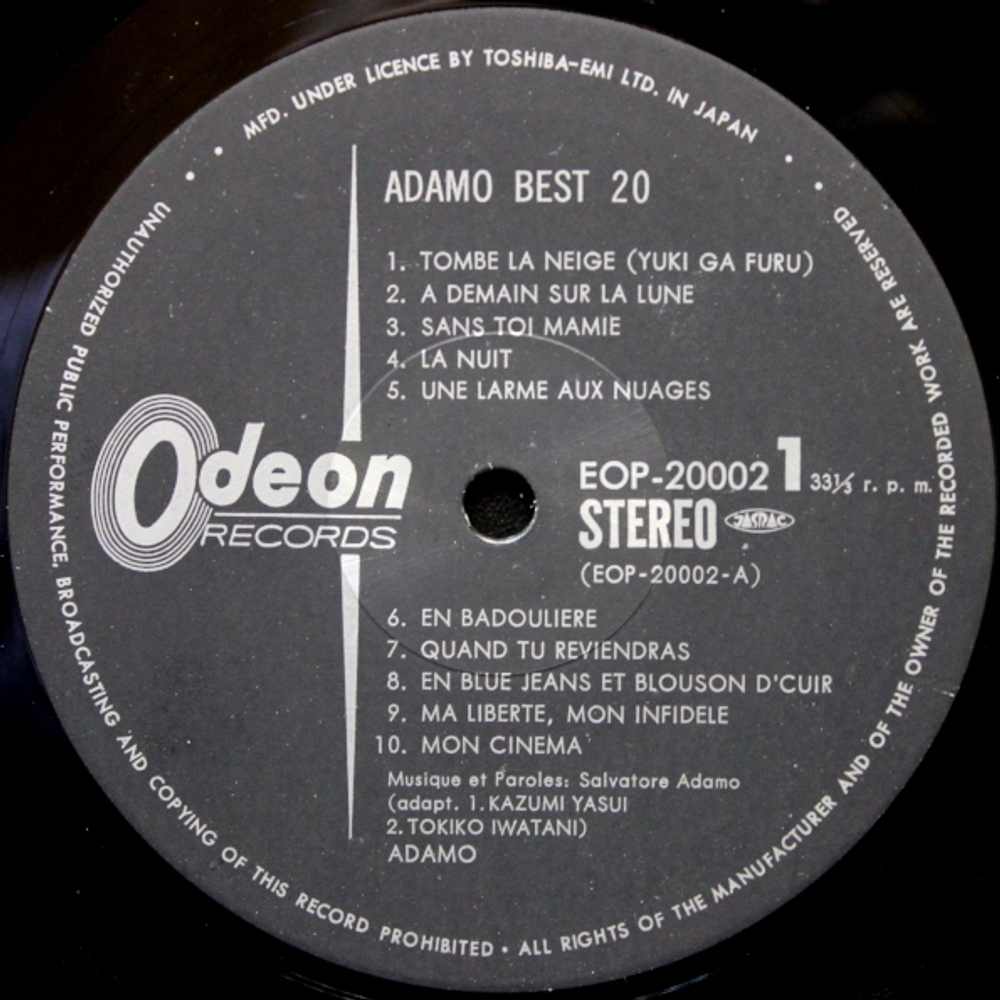 MFD. UNDER LICENCE BY TOSHIBA-EMI LTD. IN JAPAN
ADAMO BEST 20
1. TOMBE LA NEIGE (YUKI GA FURU)
2. A DEMAIN SUR LA LUNE
3. SANS TOI MAMIE
4. LA NUIT
5. UNE LARME AUX NUAGES
Odeon
RECORDS
EOP-20002 1 33⅓ r. p. m.
STEREO JASRAC
(EOP-20002-A)
6. EN BADOULIERE
7. QUAND TU REVIENDRAS
8. EN BLUE JEANS ET BLOUSON D'CUIR
9. MA LIBERTE, MON INFIDELE
10. MON CINEMA
Musique et Paroles: Salvatore Adamo
(adapt. 1. KAZUMI YASUI
2. TOKIKO IWATANI)
ADAMO
UNAUTHORIZED PUBLIC PERFORMANCE, BROADCASTING AND COPYING OF THIS RECORD PROHIBITED • ALL RIGHTS OF THE MANUFACTURER AND OF THE OWNER OF THE RECORDED WORK ARE RESERVED